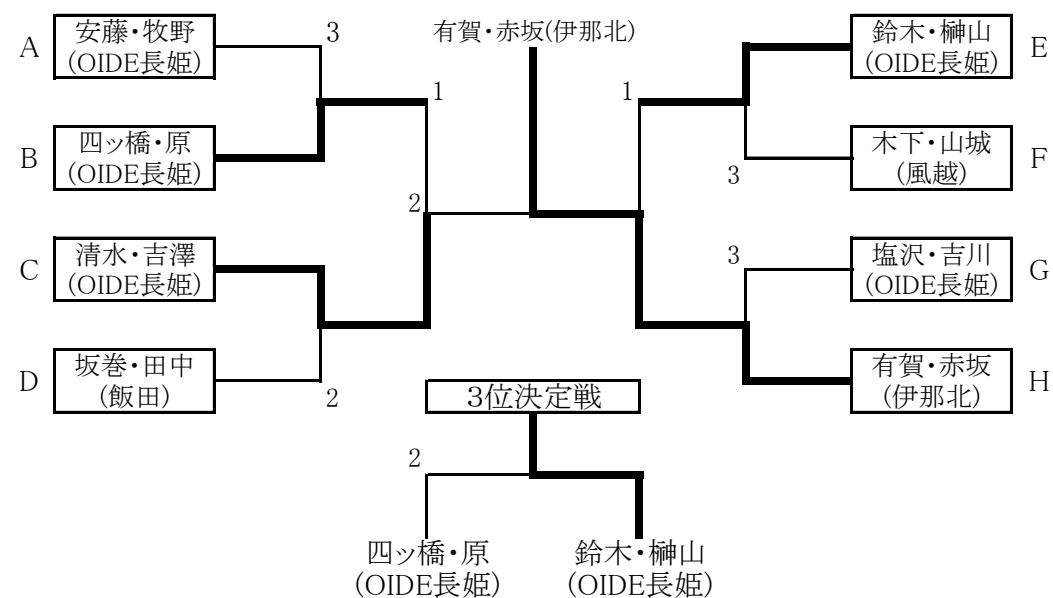 A
安藤・牧野
(OIDE長姫)
3
B
四ッ橋・原
(OIDE長姫)
1
C
清水・吉澤
(OIDE長姫)
2
D
坂巻・田中
(飯田)
2
有賀・赤坂(伊那北)
1
鈴木・榊山
(OIDE長姫)
E
3
木下・山城
(風越)
F
3
塩沢・吉川
(OIDE長姫)
G
有賀・赤坂
(伊那北)
H
3位決定戦
2
四ッ橋・原
(OIDE長姫)
鈴木・榊山
(OIDE長姫)